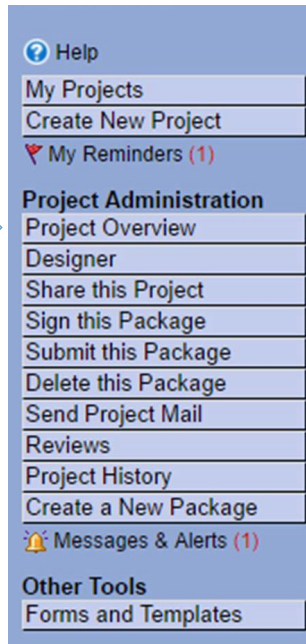 Help
My Projects
Create New Project
My Reminders (1)
Project Administration
Project Overview
Designer
Share this Project
Sign this Package
Submit this Package
Delete this Package
Send Project Mail
Reviews
Project History
Create a New Package
Messages & Alerts (1)
Other Tools
Forms and Templates